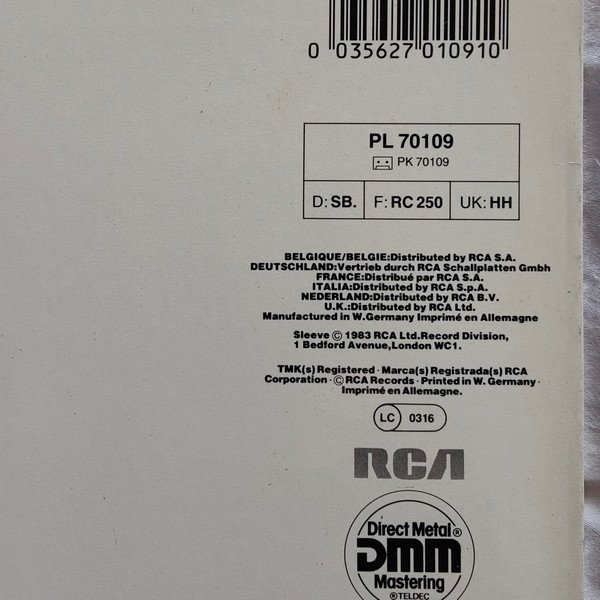 0 035627 010910
PL 70109
PK 70109
D: SB. F: RC 250 UK: HH
BELGIQUE/BELGIE:Distributed by RCA S.A.
DEUTSCHLAND:Vertrieb durch RCA Schallplatten Gmbh
FRANCE:Distribué par RCA S.A.
ITALIA:Distributed by RCA S.p.A.
NEDERLAND:Distributed by RCA B.V.
U.K.:Distributed by RCA Ltd.
Manufactured in W.Germany Imprimé en Allemagne
Sleeve © 1983 RCA Ltd.Record Division,
1 Bedford Avenue,London WC1.
TMK(s) Registered · Marca(s) Registrada(s) RCA
Corporation · © RCA Records · Printed in W. Germany ·
Imprimé en Allemagne.
LC 0316
RCA
Direct Metal®
DMM
Mastering
®TELDEC